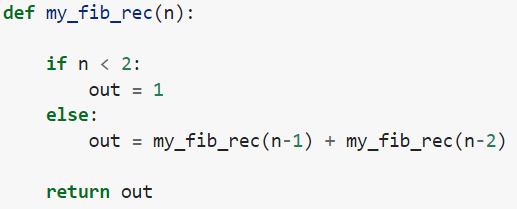 def my_fib_rec(n):
    if n < 2:
        out = 1
    else:
        out = my_fib_rec(n-1) + my_fib_rec(n-2)
    return out